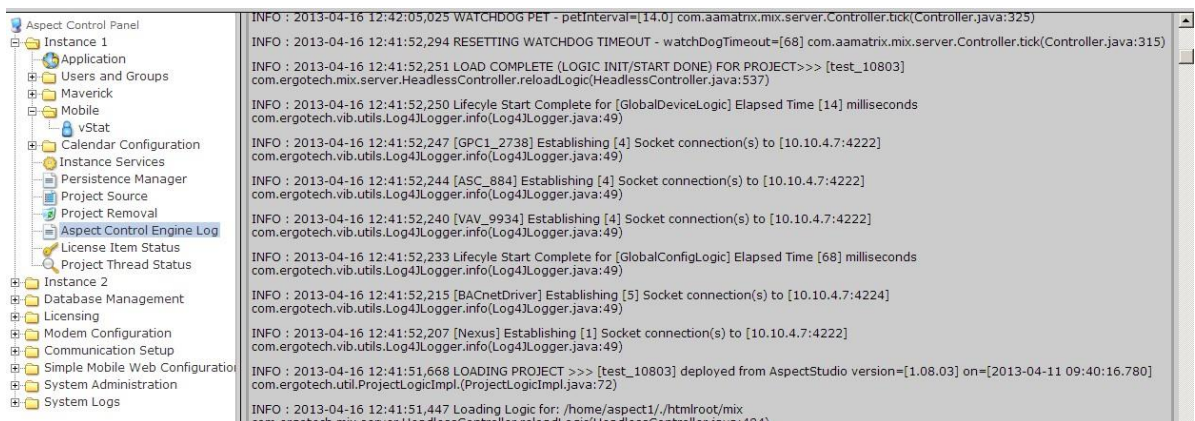 Aspect Control Panel
Instance 1
Application
Users and Groups
Maverick
Mobile
vStat
Calendar Configuration
Instance Services
Persistence Manager
Project Source
Project Removal
Aspect Control Engine Log
License Item Status
Project Thread Status
Instance 2
Database Management
Licensing
Modem Configuration
Communication Setup
Simple Mobile Web Configuration
System Administration
System Logs
INFO : 2013-04-16 12:42:05,025 WATCHDOG PET - petInterval=[14.0] com.aamatrix.mix.server.Controller.tick(Controller.java:325)
INFO : 2013-04-16 12:41:52,294 RESETTING WATCHDOG TIMEOUT - watchDogTimeout=[68] com.aamatrix.mix.server.Controller.tick(Controller.java:315)
INFO : 2013-04-16 12:41:52,251 LOAD COMPLETE (LOGIC INIT/START DONE) FOR PROJECT>>> [test_10803]
com.ergotech.mix.server.HeadlessController.reloadLogic(HeadlessController.java:537)
INFO : 2013-04-16 12:41:52,250 Lifecyle Start Complete for [GlobalDeviceLogic] Elapsed Time [14] milliseconds
com.ergotech.vib.utils.Log4JLogger.info(Log4JLogger.java:49)
INFO : 2013-04-16 12:41:52,247 [GPC1_2738] Establishing [4] Socket connection(s) to [10.10.4.7:4222]
com.ergotech.vib.utils.Log4JLogger.info(Log4JLogger.java:49)
INFO : 2013-04-16 12:41:52,244 [ASC_884] Establishing [4] Socket connection(s) to [10.10.4.7:4222]
com.ergotech.vib.utils.Log4JLogger.info(Log4JLogger.java:49)
INFO : 2013-04-16 12:41:52,240 [VAV_9934] Establishing [4] Socket connection(s) to [10.10.4.7:4222]
com.ergotech.vib.utils.Log4JLogger.info(Log4JLogger.java:49)
INFO : 2013-04-16 12:41:52,233 Lifecyle Start Complete for [GlobalConfigLogic] Elapsed Time [68] milliseconds
com.ergotech.vib.utils.Log4JLogger.info(Log4JLogger.java:49)
INFO : 2013-04-16 12:41:52,215 [BACnetDriver] Establishing [5] Socket connection(s) to [10.10.4.7:4224]
com.ergotech.vib.utils.Log4JLogger.info(Log4JLogger.java:49)
INFO : 2013-04-16 12:41:52,207 [Nexus] Establishing [1] Socket connection(s) to [10.10.4.7:4222]
com.ergotech.vib.utils.Log4JLogger.info(Log4JLogger.java:49)
INFO : 2013-04-16 12:41:51,668 LOADING PROJECT >>> [test_10803] deployed from AspectStudio version=[1.08.03] on=[2013-04-11 09:40:16.780]
com.ergotech.util.ProjectLogicImpl.(ProjectLogicImpl.java:72)
INFO : 2013-04-16 12:41:51,447 Loading Logic for: /home/aspect1/./htmlroot/mix